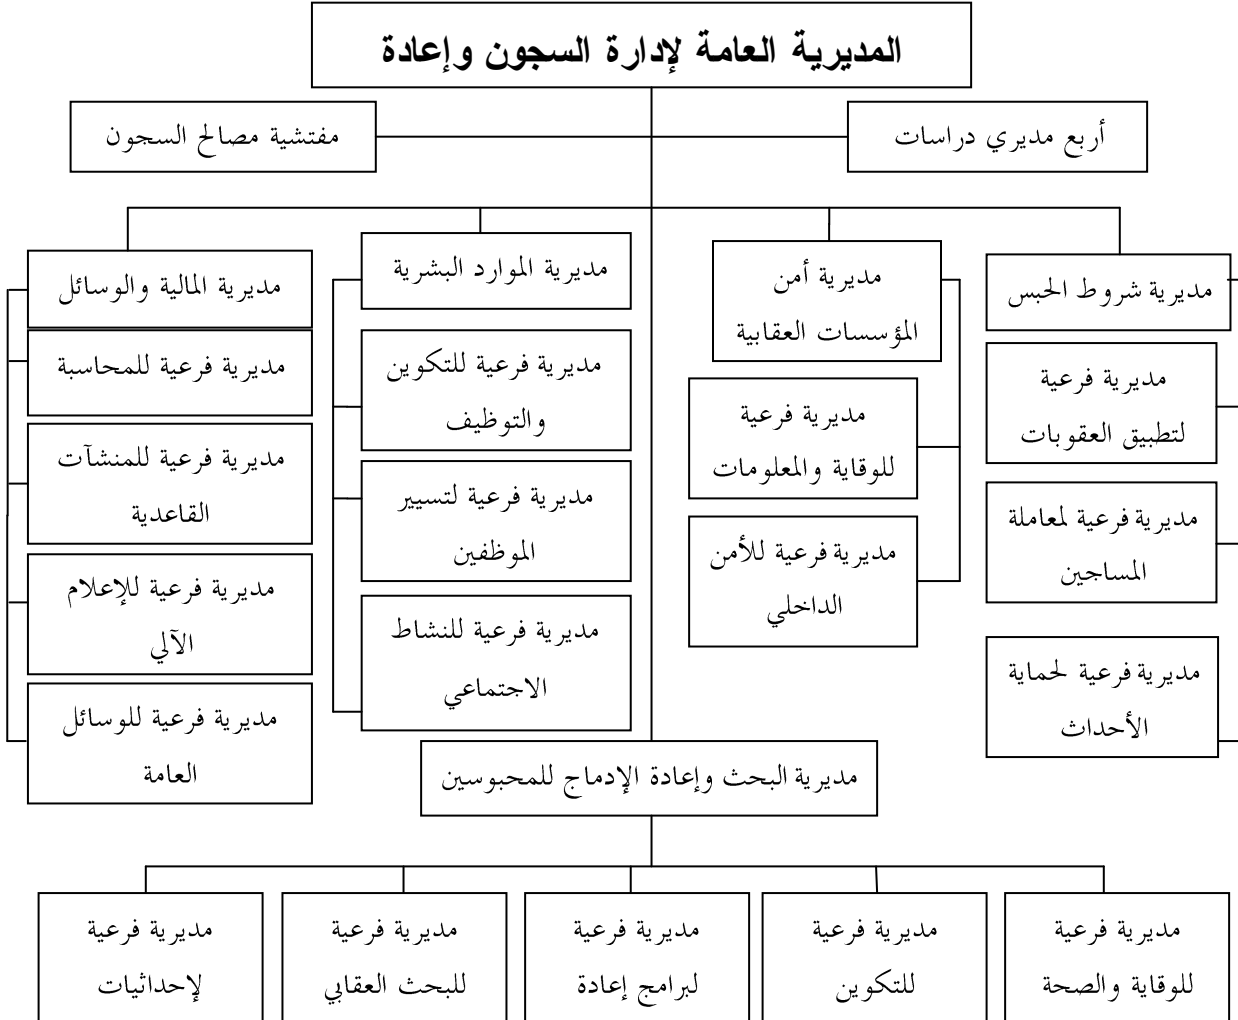 المديرية العامة لإدارة السجون وإعادة
أربع مديري دراسات
مفتشية مصالح السجون
مديرية شروط الحبس
مديرية فرعية
لتطبيق العقوبات
مديرية فرعية لمعاملة
المساجين
مديرية فرعية لحماية
الأحداث
مديرية أمن
المؤسسات العقابية
مديرية فرعية
للوقاية والمعلومات
مديرية فرعية للأمن
الداخلي
مديرية الموارد البشرية
مديرية فرعية للتكوين
والتوظيف
مديرية فرعية لتسيير
الموظفين
مديرية فرعية للنشاط
الاجتماعي
مديرية المالية والوسائل
مديرية فرعية للمحاسبة
مديرية فرعية للمنشآت
القاعدية
مديرية فرعية للإعلام
الآلي
مديرية فرعية للوسائل
العامة
مديرية البحث وإعادة الإدماج للمحبوسين
مديرية فرعية
للوقاية والصحة
مديرية فرعية
للتكوين
مديرية فرعية
لبرامج إعادة
مديرية فرعية
للبحث العقابي
مديرية فرعية
لإحداثيات